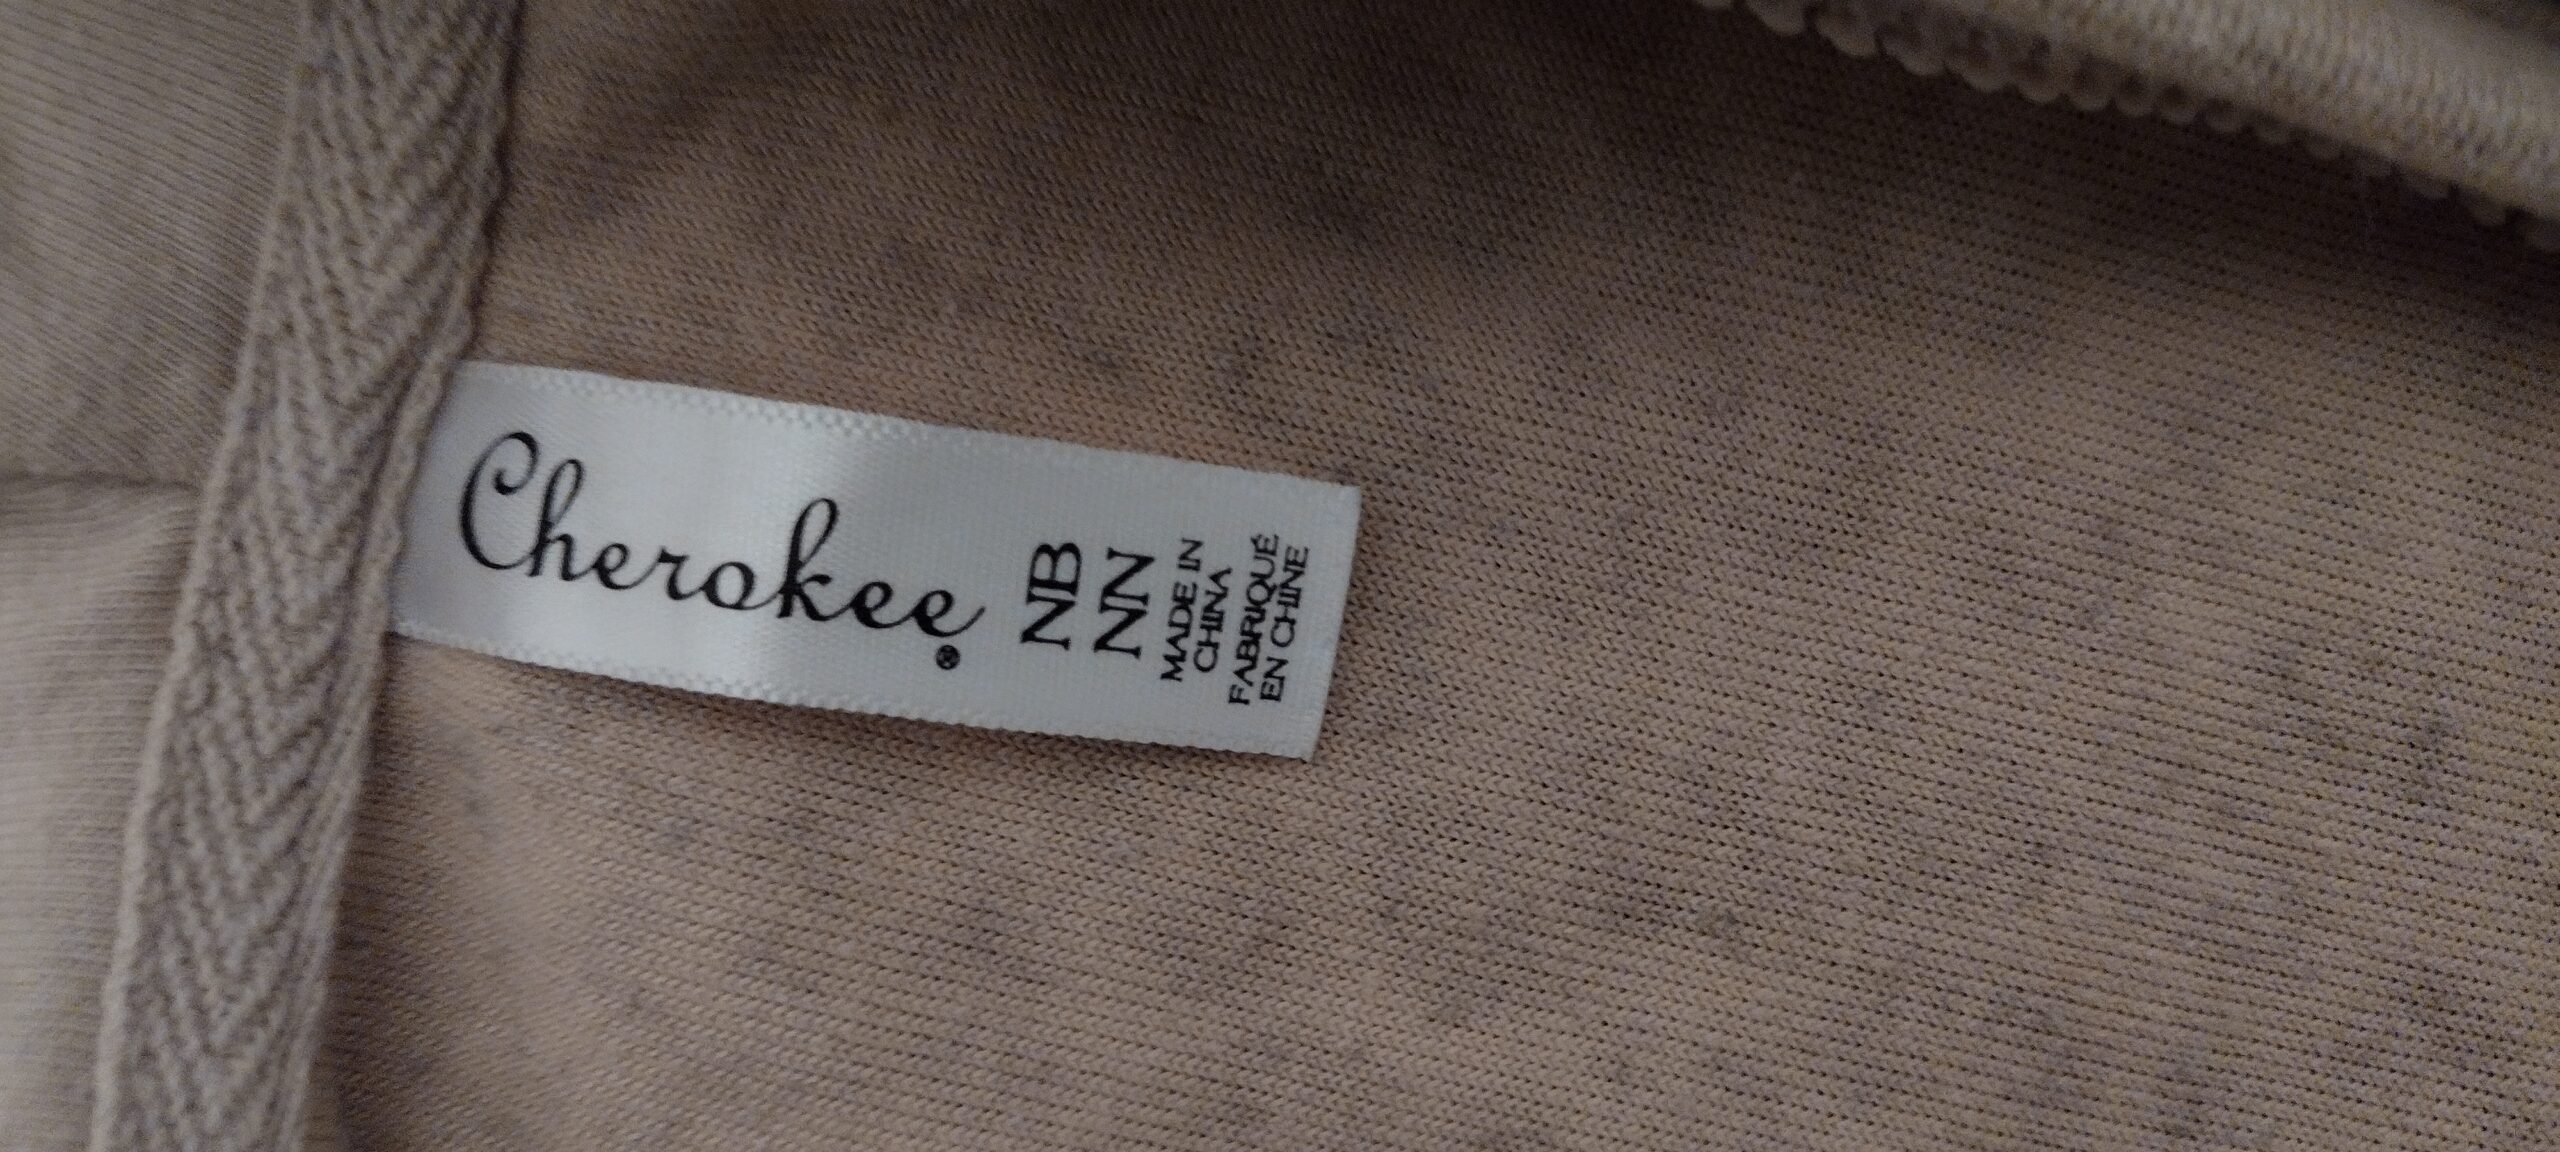 Cherokee®
NB
NN
MADE IN
CHINA
FABRIQUÉ
EN CHINE